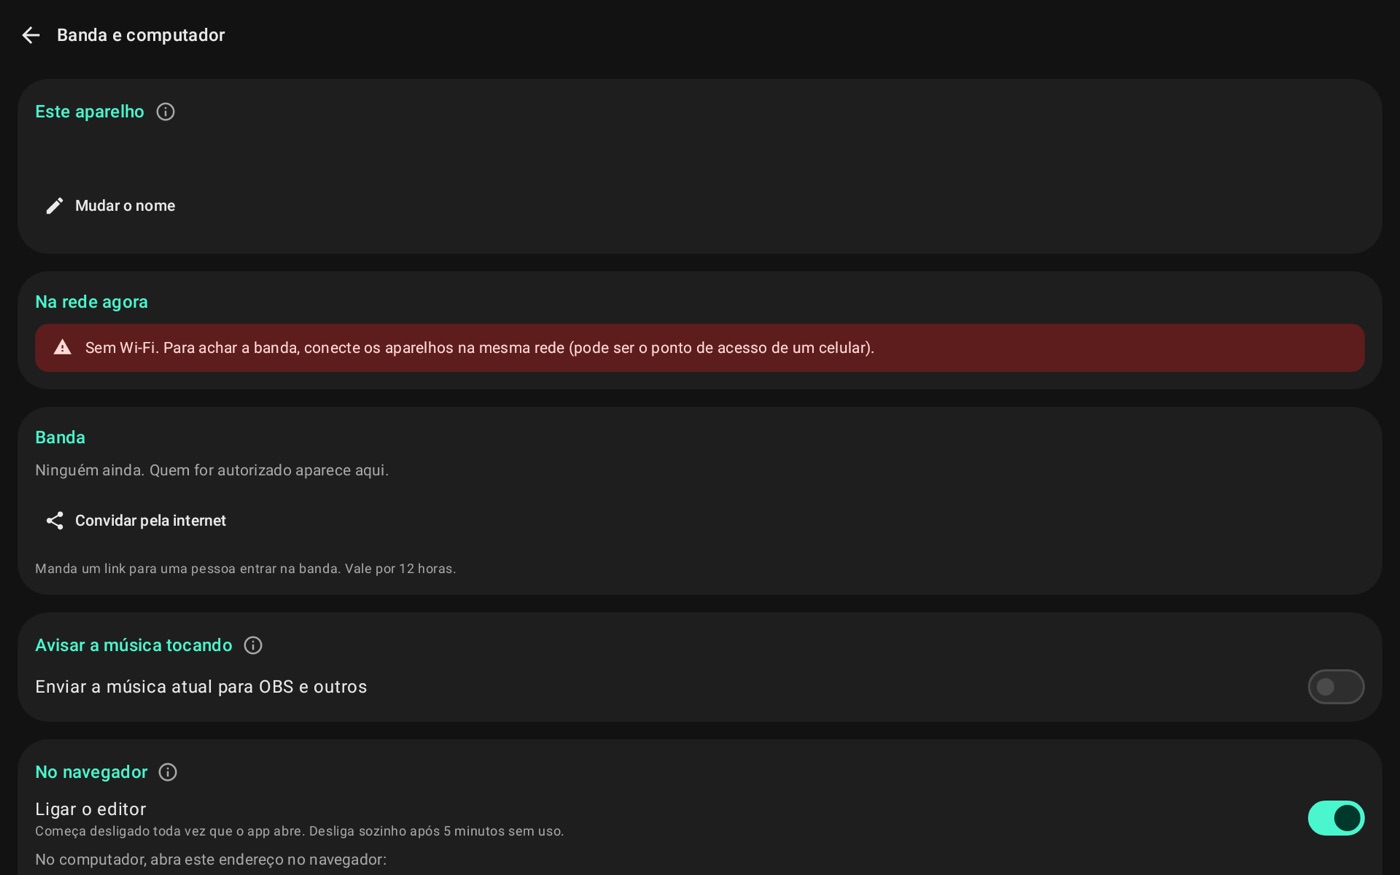 Banda e computador
Este aparelho
Mudar o nome
Na rede agora
Sem Wi-Fi. Para achar a banda, conecte os aparelhos na mesma rede (pode ser o ponto de acesso de um celular).
Banda
Ninguém ainda. Quem for autorizado aparece aqui.
Convidar pela internet
Manda um link para uma pessoa entrar na banda. Vale por 12 horas.
Avisar a música tocando
Enviar a música atual para OBS e outros
No navegador
Ligar o editor
Começa desligado toda vez que o app abre. Desliga sozinho após 5 minutos sem uso.
No computador, abra este endereço no navegador: